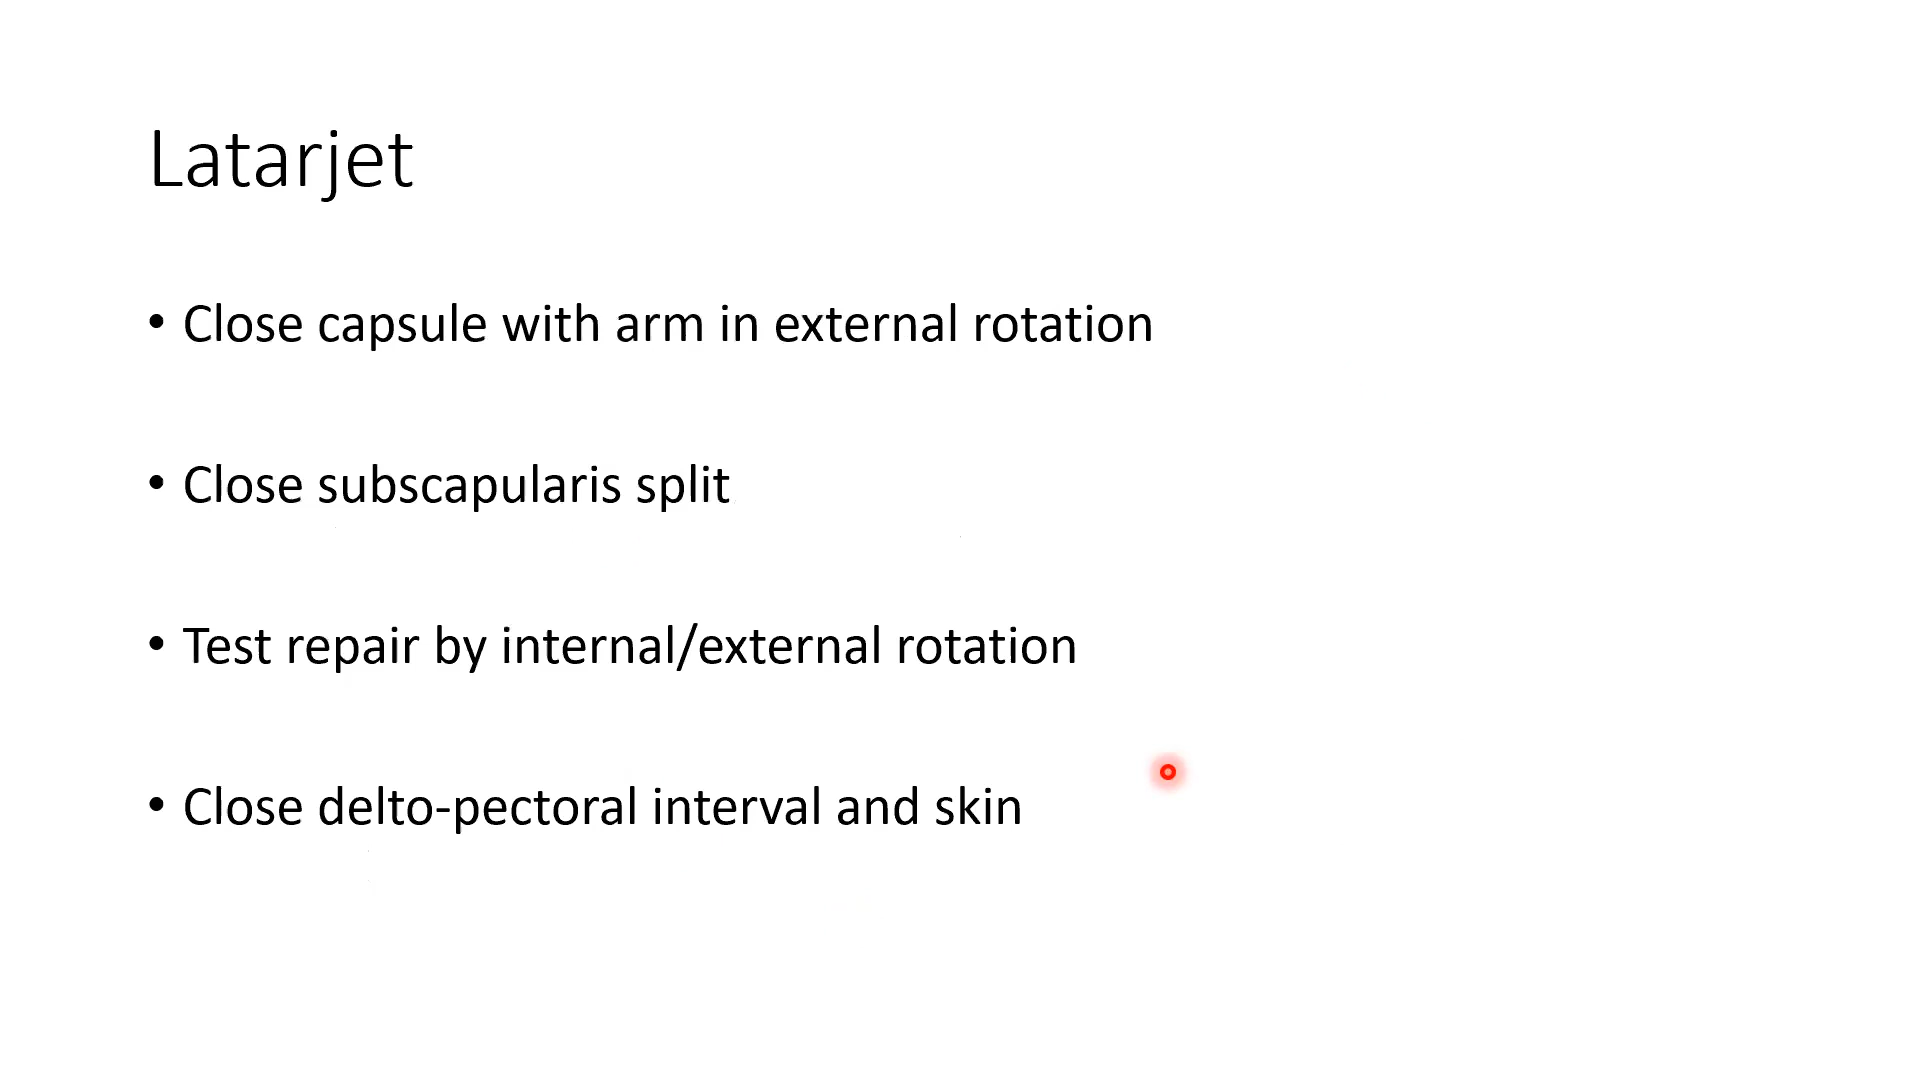 Latarjet
• Close capsule with arm in external rotation
• Close subscapularis split
• Test repair by internal/external rotation
• Close delto-pectoral interval and skin